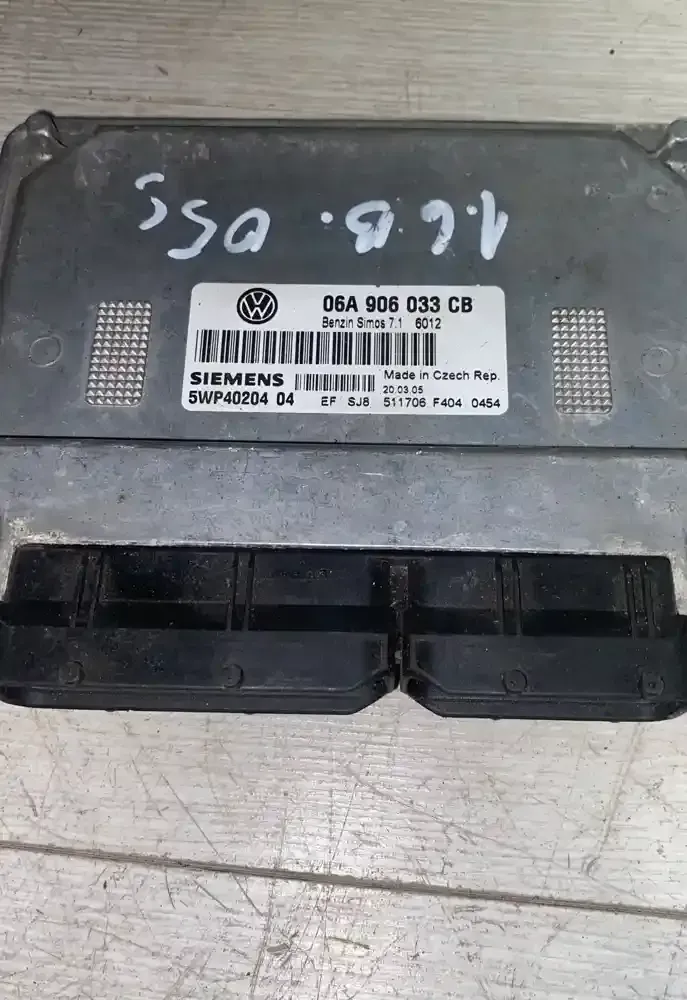 1.6 B. 05
06A 906 033 CB
Benzin Simos 7.1 6012
SIEMENS Made in Czech Rep.
20.03.05
5WP40204 04 EF SJ8 511706 F404 0454